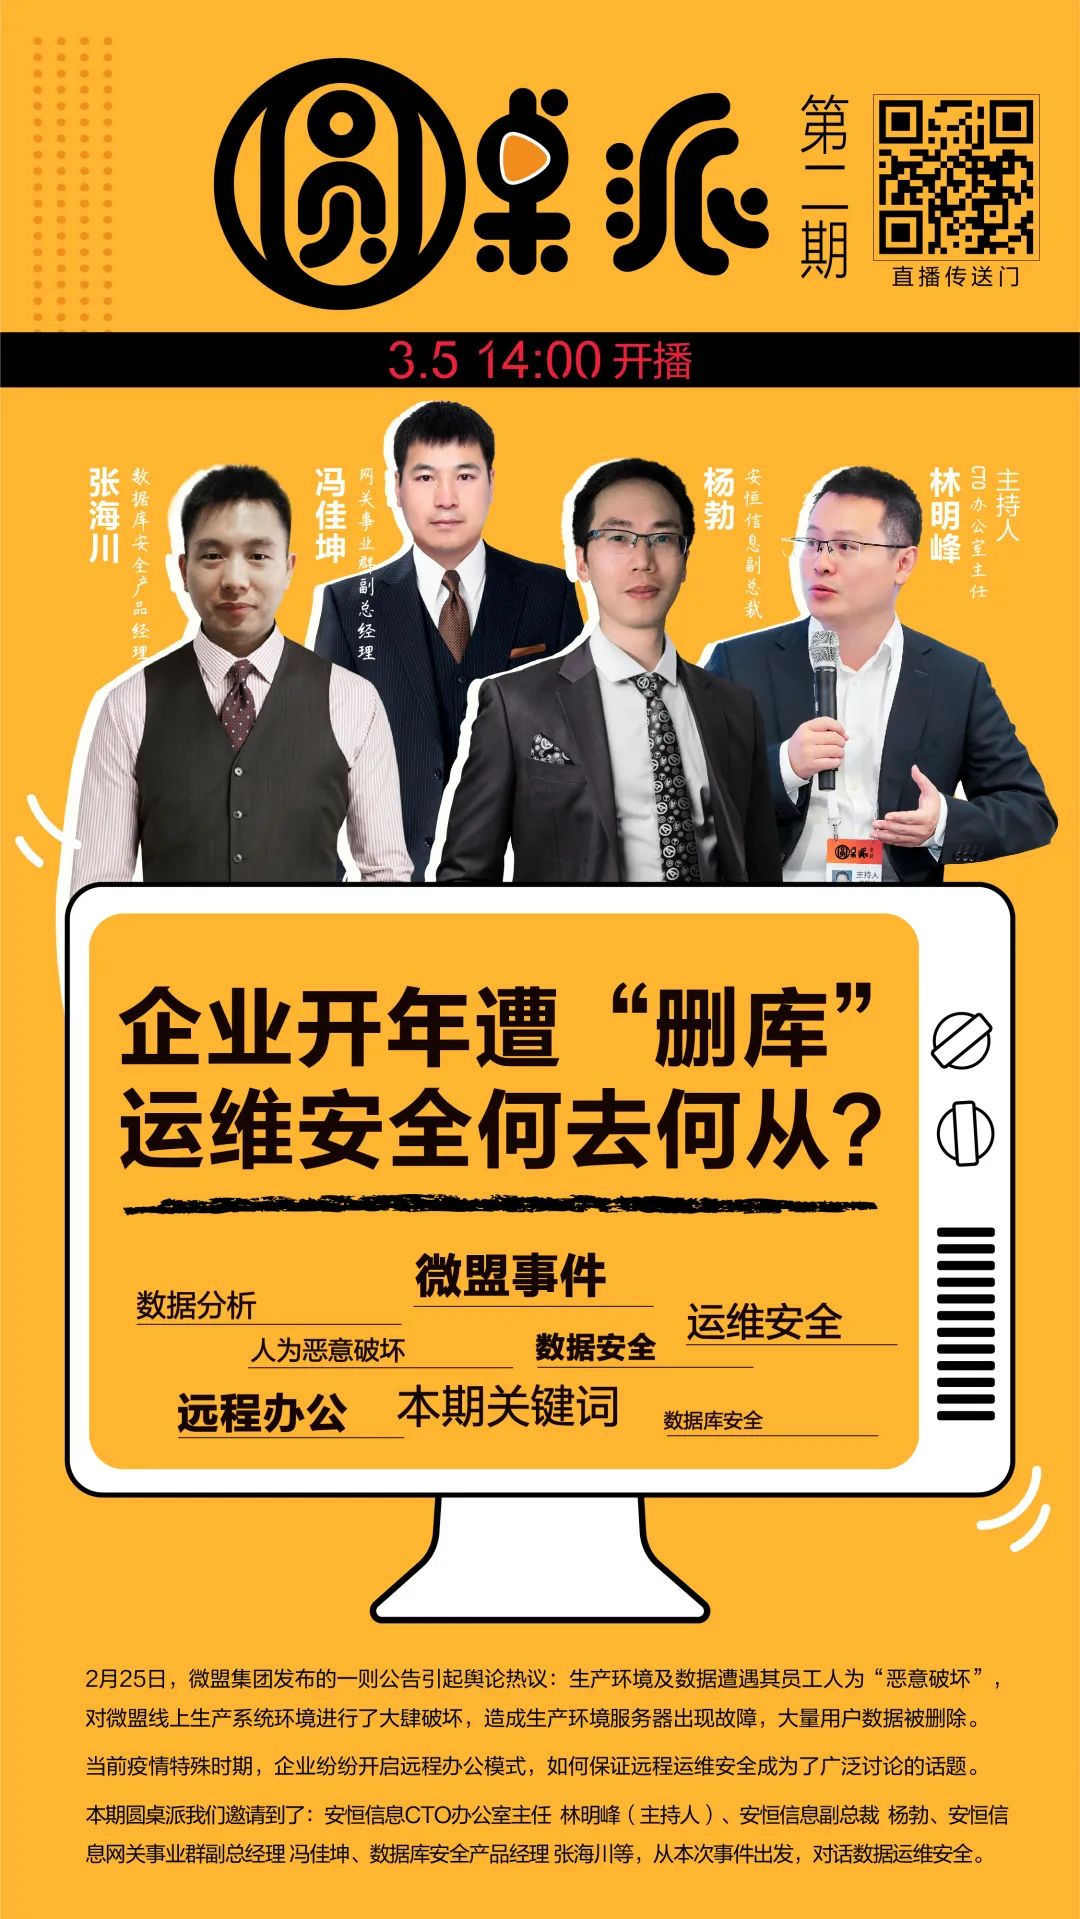 圆桌派
第二期
直播传送门
3.5 14:00 开播
张海川
数据库安全产品经理
冯佳坤
网关事业群副总经理
杨勃
安恒信息副总裁
林明峰
CTO办公室主任
主持人
圆桌派
主持人
企业开年遭“删库”
运维安全何去何从?
微盟事件
数据分析
运维安全
人为恶意破坏
数据安全
远程办公
本期关键词
数据库安全
2月25日，微盟集团发布的一则公告引起舆论热议：生产环境及数据遭遇其员工人为“恶意破坏”，
对微盟线上生产系统环境进行了大肆破坏，造成生产环境服务器出现故障，大量用户数据被删除。
当前疫情特殊时期，企业纷纷开启远程办公模式，如何保证远程运维安全成为了广泛讨论的话题。
本期圆桌派我们邀请到了：安恒信息CTO办公室主任 林明峰（主持人）、安恒信息副总裁 杨勃、安恒信
息网关事业群副总经理 冯佳坤、数据库安全产品经理 张海川等，从本次事件出发，对话数据运维安全。